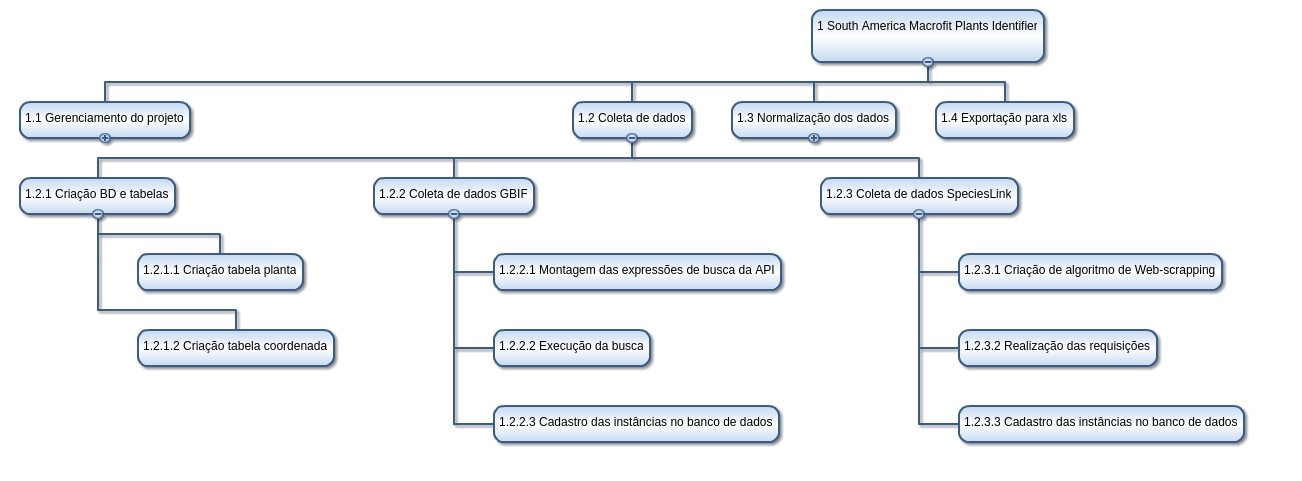 1 South America Macrofit Plants Identifier
1.1 Gerenciamento do projeto
1.2 Coleta de dados
1.3 Normalização dos dados
1.4 Exportação para xls
1.2.1 Criação BD e tabelas
1.2.2 Coleta de dados GBIF
1.2.3 Coleta de dados SpeciesLink
1.2.1.1 Criação tabela planta
1.2.2.1 Montagem das expressões de busca da API
1.2.3.1 Criação de algoritmo de Web-scrapping
1.2.1.2 Criação tabela coordenada
1.2.2.2 Execução da busca
1.2.3.2 Realização das requisições
1.2.2.3 Cadastro das instâncias no banco de dados
1.2.3.3 Cadastro das instâncias no banco de dados